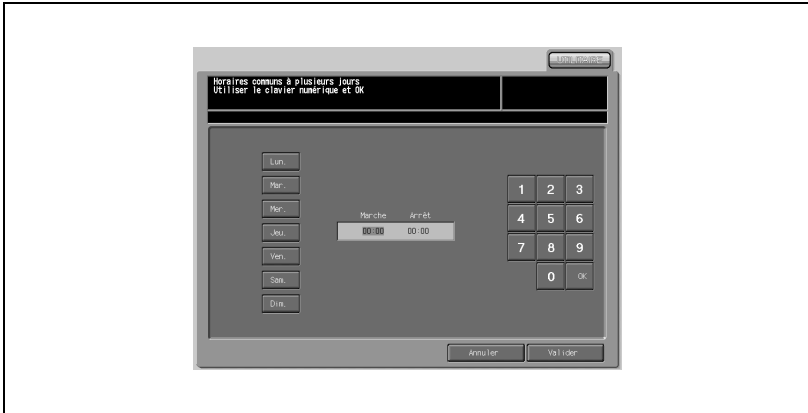 UTILITAIRE
Horaires communs à plusieurs jours
Utiliser le clavier numérique et OK
Lun.
Mar.
Mer.
Jeu.
Ven.
Sam.
Dim.
Marche Arrêt
00:00 00:00
1 2 3
4 5 6
7 8 9
0 OK
Annuler Valider